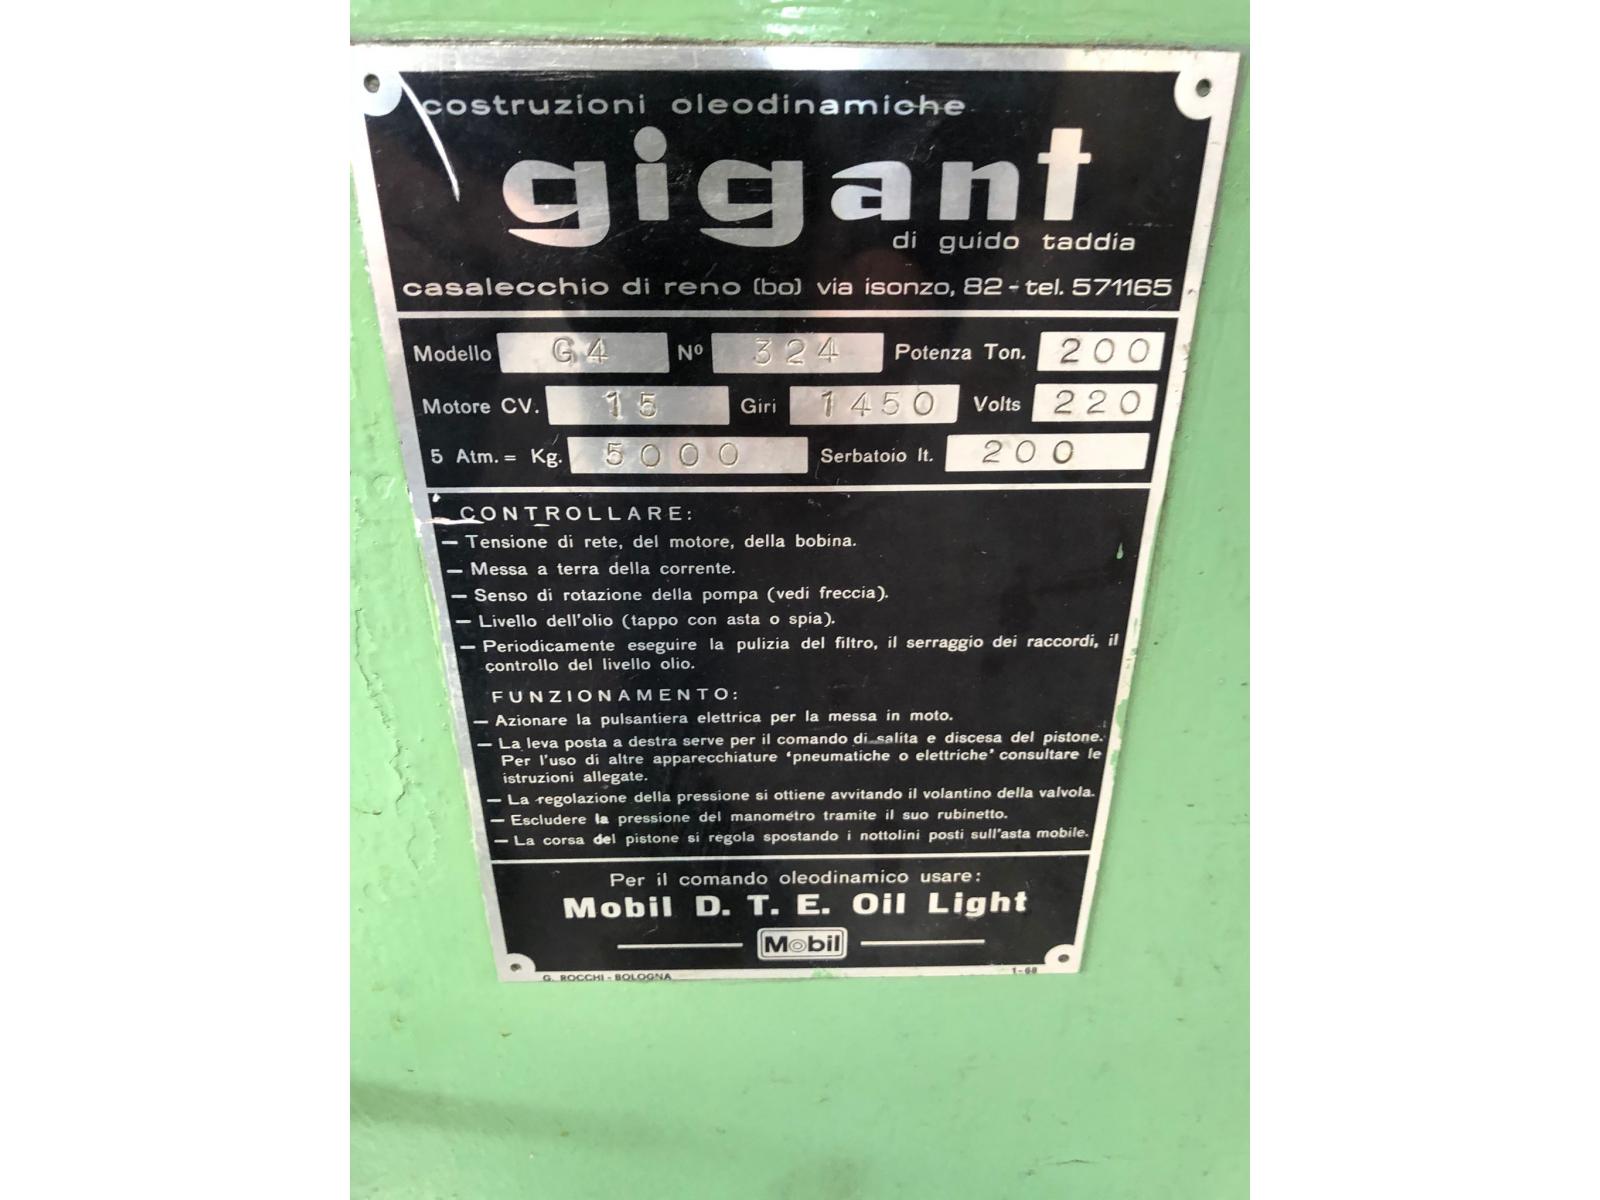 costruzioni oleodinamiche
gigant
di guido taddia
casalecchio di reno (bo) via isonzo, 82 - tel. 571165
Modello G4 Nº 324 Potenza Ton. 200
Motore CV. 15 Giri 1450 Volts 220
5 Atm. = Kg. 5000 Serbatoio lt. 200
CONTROLLARE:
— Tensione di rete, del motore, della bobina.
— Messa a terra della corrente.
— Senso di rotazione della pompa (vedi freccia).
— Livello dell'olio (tappo con asta o spia).
— Periodicamente eseguire la pulizia del filtro, il serraggio dei raccordi, il
controllo del livello olio.
FUNZIONAMENTO:
— Azionare la pulsantiera elettrica per la messa in moto.
— La leva posta a destra serve per il comando di salita e discesa del pistone.
Per l'uso di altre apparecchiature "pneumatiche o elettriche" consultare le
istruzioni allegate.
— La regolazione della pressione si ottiene avvitando il volantino della valvola.
— Escludere la pressione del manometro tramite il suo rubinetto.
— La corsa del pistone si regola spostando i nottolini posti sull'asta mobile.
Per il comando oleodinamico usare:
Mobil D. T. E. Oil Light
Mobil
G. ROCCHI - BOLOGNA 1-68